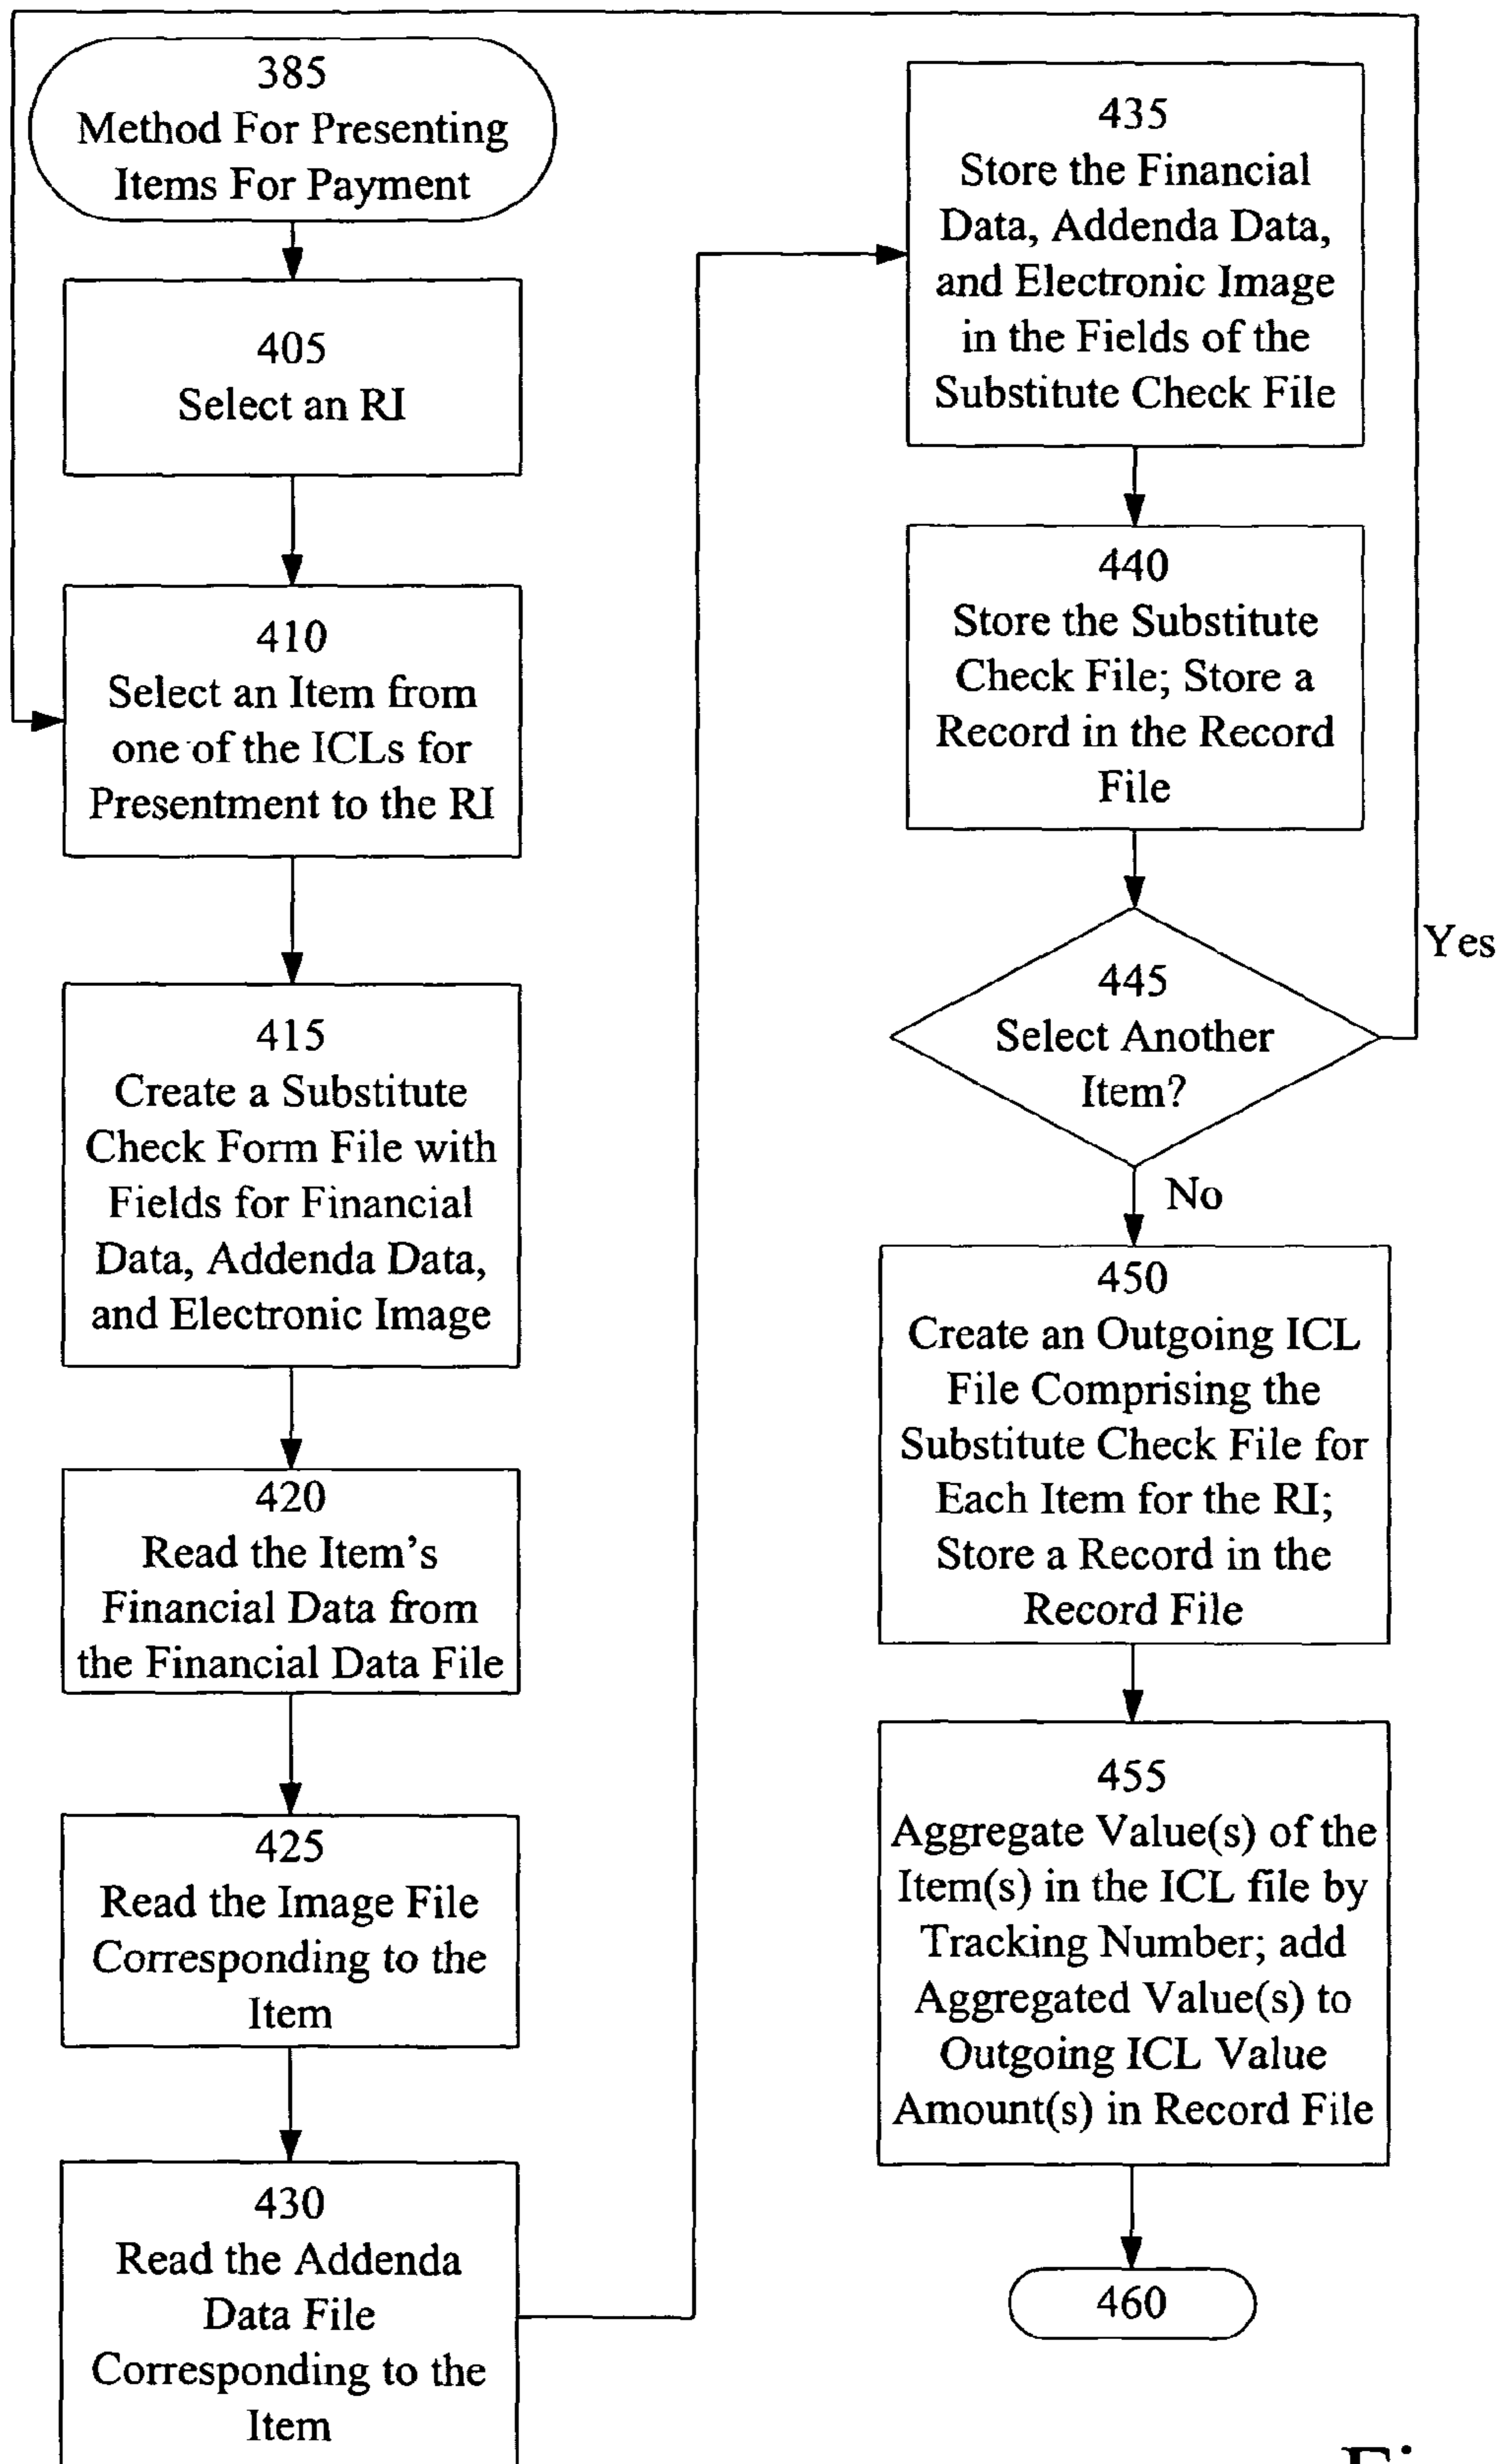 385
Method For Presenting
Items For Payment
405
Select an RI
410
Select an Item from
one of the ICLs for
Presentment to the RI
415
Create a Substitute
Check Form File with
Fields for Financial
Data, Addenda Data,
and Electronic Image
420
Read the Item's
Financial Data from
the Financial Data File
425
Read the Image File
Corresponding to the
Item
430
Read the Addenda
Data File
Corresponding to the
Item
435
Store the Financial
Data, Addenda Data,
and Electronic Image
in the Fields of the
Substitute Check File
440
Store the Substitute
Check File; Store a
Record in the Record
File
445
Select Another
Item?
Yes
No
450
Create an Outgoing ICL
File Comprising the
Substitute Check File for
Each Item for the RI;
Store a Record in the
Record File
455
Aggregate Value(s) of the
Item(s) in the ICL file by
Tracking Number; add
Aggregated Value(s) to
Outgoing ICL Value
Amount(s) in Record File
460